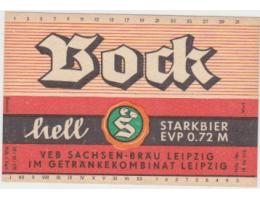 Bock
hell
STARKBIER
EVP 0.72 M
VEB SACHSEN-BRÄU LEIPZIG
IM GETRÄNKEKOMBINAT LEIPZIG